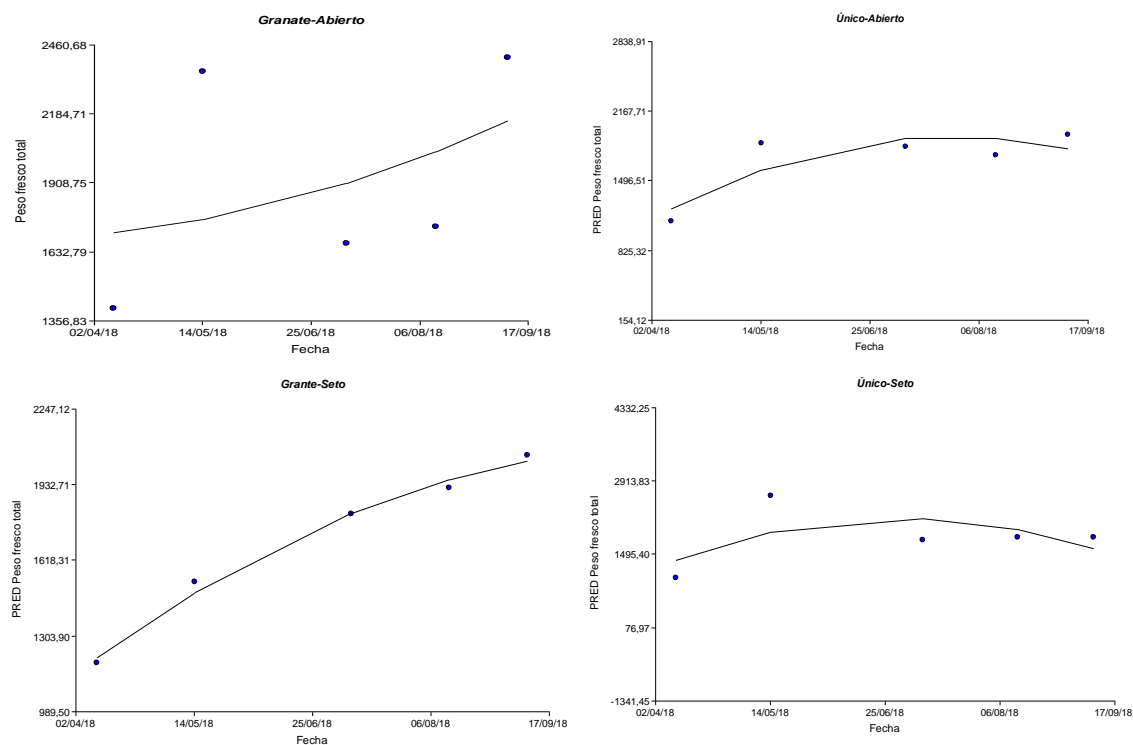 Granate-Abierto
2460,68
2184,71
1908,75
1632,79
1356,83
Peso fresco total
02/04/18 14/05/18 25/06/18 06/08/18 17/09/18
Fecha
Único-Abierto
2838,91
2167,71
1496,51
825,32
154,12
PRED Peso fresco total
02/04/18 14/05/18 25/06/18 06/08/18 17/09/18
Fecha
Grante-Seto
2247,12
1932,71
1618,31
1303,90
989,50
PRED Peso fresco total
02/04/18 14/05/18 25/06/18 06/08/18 17/09/18
Fecha
Único-Seto
4332,25
2913,83
1495,40
76,97
-1341,45
PRED Peso fresco total
02/04/18 14/05/18 25/06/18 06/08/18 17/09/18
Fecha